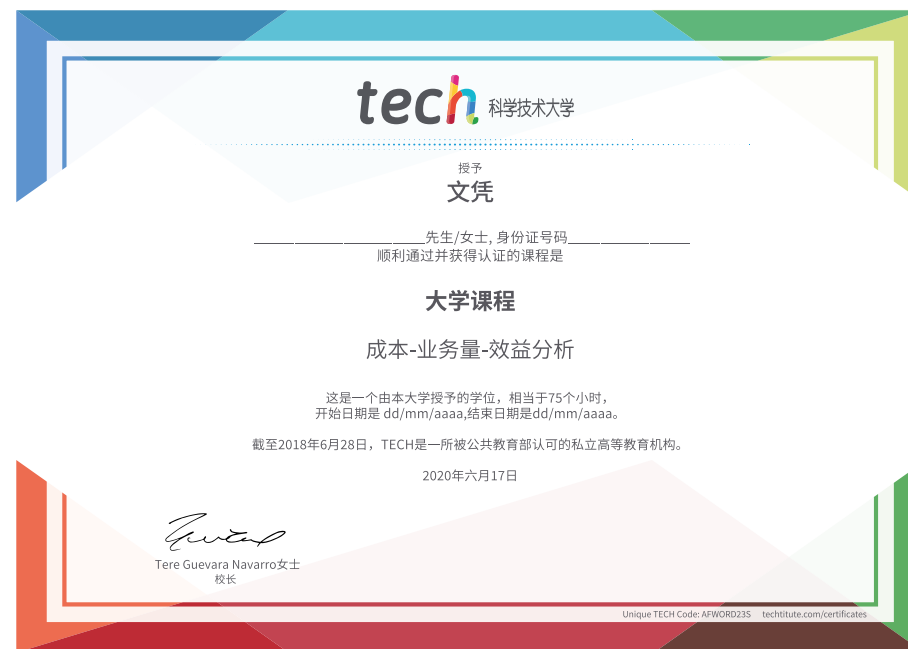 tech 科学技术大学
授予
文凭
先生/女士, 身份证号码
顺利通过并获得认证的课程是
大学课程
成本-业务量-效益分析
这是一个由本大学授予的学位，相当于75个小时，
开始日期是 dd/mm/aaaa,结束日期是dd/mm/aaaa。
截至2018年6月28日，TECH是一所被公共教育部认可的私立高等教育机构。
2020年六月17日
Tere Guevara Navarro女士
校长
Unique TECH Code: AFWORD23S techtitute.com/certificates